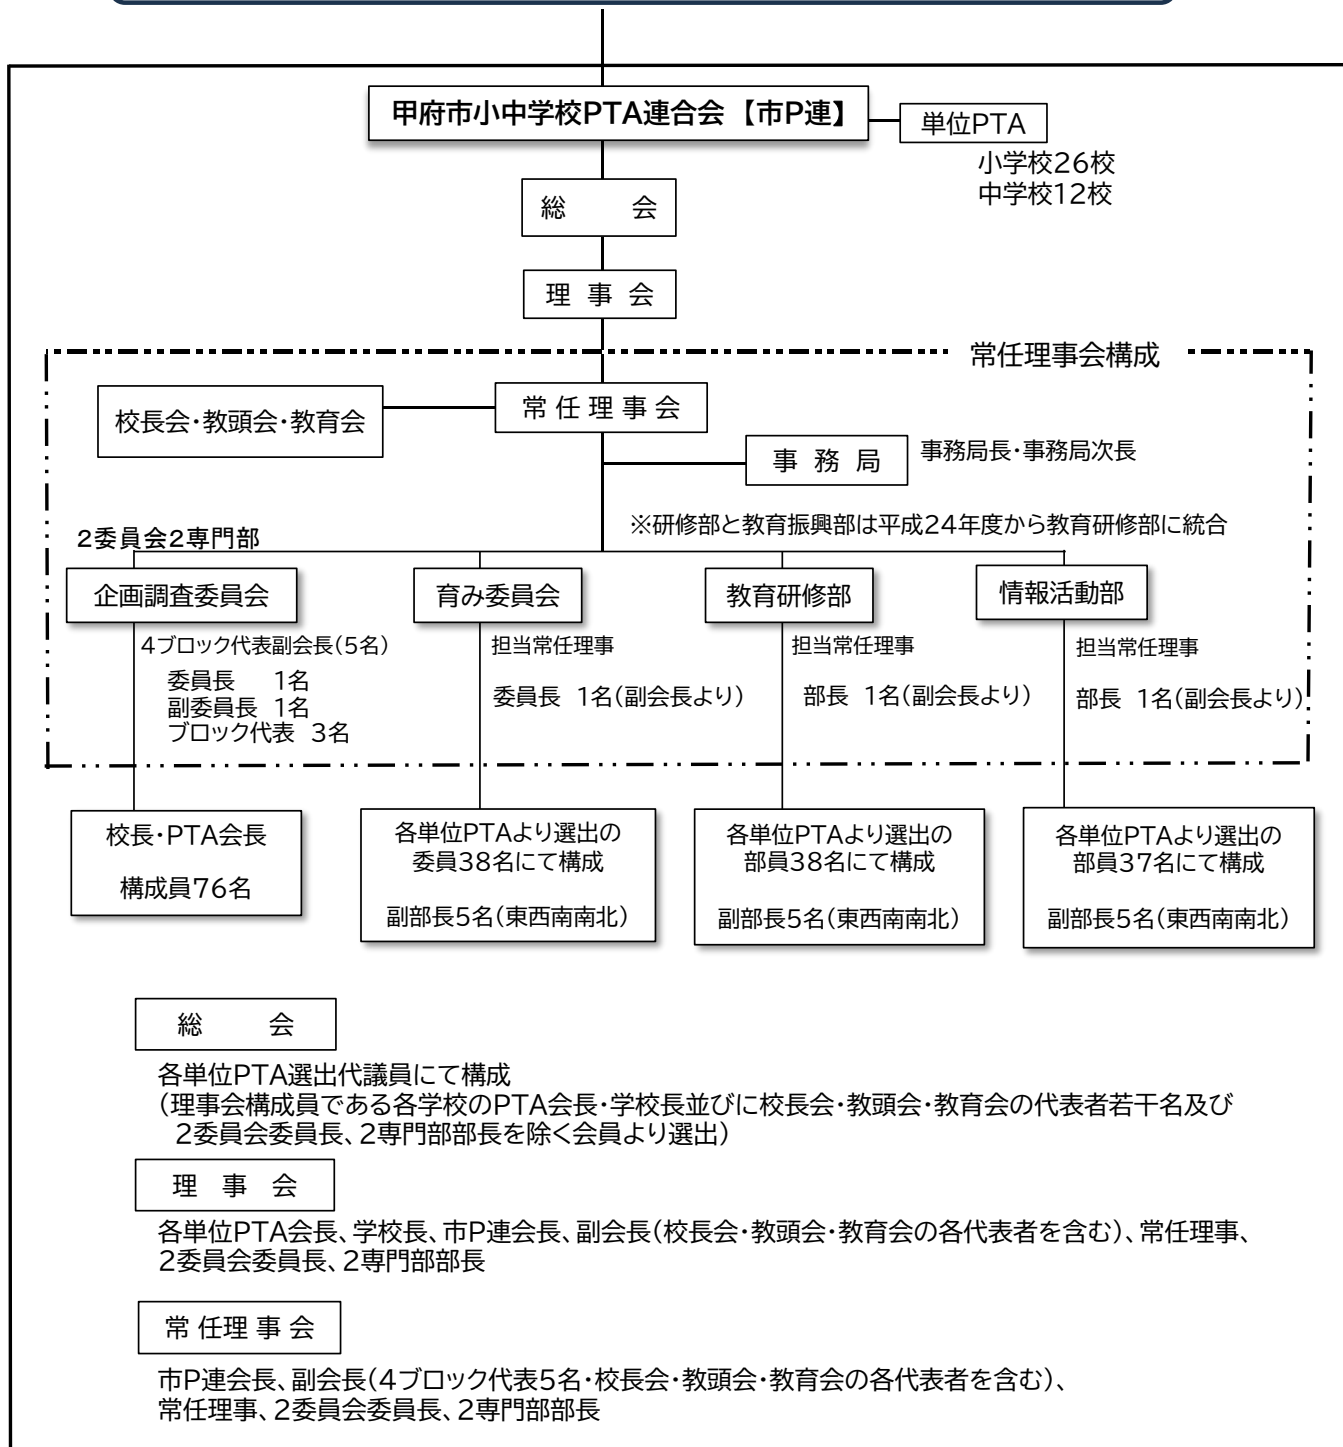 甲府市小中学校PTA連合会【市P連】
単位PTA
小学校26校
中学校12校
総　会
理 事 会
常任理事会構成
常 任 理 事 会
校長会・教頭会・教育会
事 務 局
事務局長・事務局次長
※研修部と教育振興部は平成24年度から教育研修部に統合
2委員会2専門部
企画調査委員会
育み委員会
教育研修部
情報活動部
4ブロック代表副会長(5名)
委員長　1名
副委員長　1名
ブロック代表　3名
担当常任理事
委員長　1名(副会長より)
担当常任理事
部長　1名(副会長より)
担当常任理事
部長　1名(副会長より)
校長・PTA会長
構成員76名
各単位PTAより選出の
委員38名にて構成
副部長5名(東西南南北)
各単位PTAより選出の
部員38名にて構成
副部長5名(東西南南北)
各単位PTAより選出の
部員37名にて構成
副部長5名(東西南南北)
総　会
各単位PTA選出代議員にて構成
(理事会構成員である各学校のPTA会長・学校長並びに校長会・教頭会・教育会の代表者若干名及び
2委員会委員長、2専門部部長を除く会員より選出)
理 事 会
各単位PTA会長、学校長、市P連会長、副会長(校長会・教頭会・教育会の各代表者を含む)、常任理事、
2委員会委員長、2専門部部長
常 任 理 事 会
市P連会長、副会長(4ブロック代表5名・校長会・教頭会・教育会の各代表者を含む)、
常任理事、2委員会委員長、2専門部部長